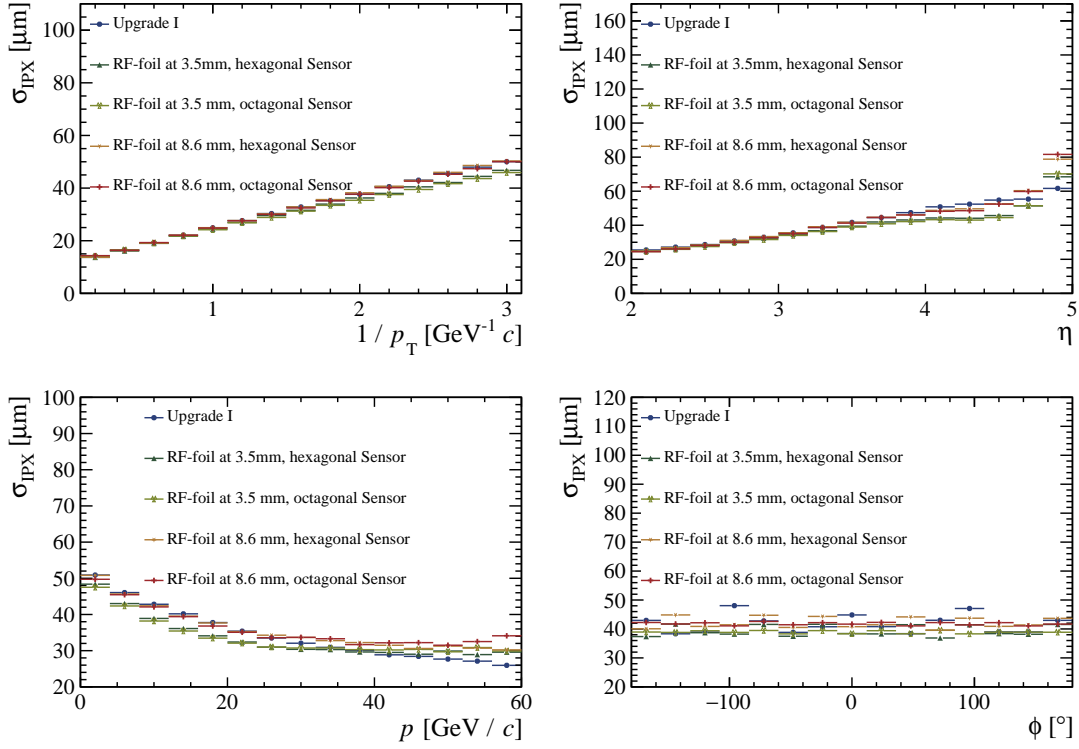 σ_IPX [μm]
100
80
60
40
20
0
Upgrade I
RF-foil at 3.5mm, hexagonal Sensor
RF-foil at 3.5 mm, octagonal Sensor
RF-foil at 8.6 mm, hexagonal Sensor
RF-foil at 8.6 mm, octagonal Sensor
1 2 3
1 / p_T [GeV⁻¹ c]
σ_IPX [μm]
160
140
120
100
80
60
40
20
0
Upgrade I
RF-foil at 3.5mm, hexagonal Sensor
RF-foil at 3.5 mm, octagonal Sensor
RF-foil at 8.6 mm, hexagonal Sensor
RF-foil at 8.6 mm, octagonal Sensor
2 3 4 5
η
σ_IPX [μm]
100
90
80
70
60
50
40
30
20
Upgrade I
RF-foil at 3.5mm, hexagonal Sensor
RF-foil at 3.5 mm, octagonal Sensor
RF-foil at 8.6 mm, hexagonal Sensor
RF-foil at 8.6 mm, octagonal Sensor
0 20 40 60
p [GeV / c]
σ_IPX [μm]
120
110
100
90
80
70
60
50
40
30
20
Upgrade I
RF-foil at 3.5mm, hexagonal Sensor
RF-foil at 3.5 mm, octagonal Sensor
RF-foil at 8.6 mm, hexagonal Sensor
RF-foil at 8.6 mm, octagonal Sensor
−100 0 100
ϕ [°]